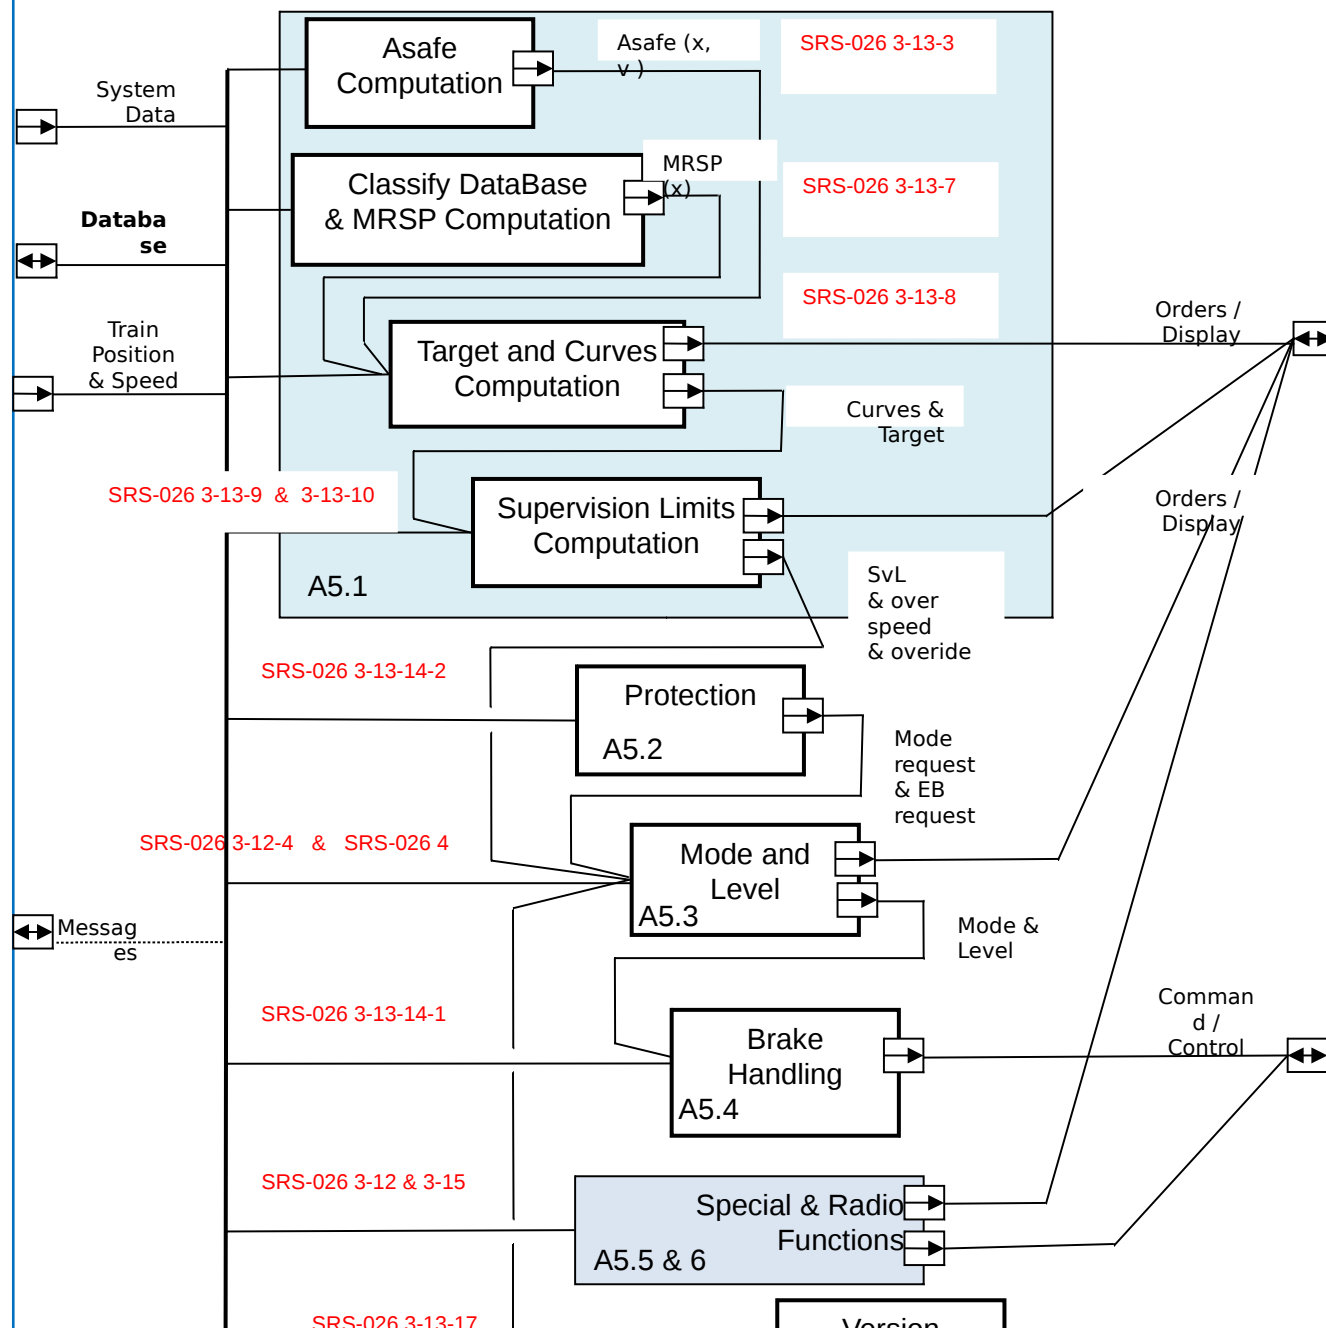 Asafe
Computation
Asafe (x,
v )
SRS-026 3-13-3
System
Data
MRSP
(x)
Classify DataBase
& MRSP Computation
SRS-026 3-13-7
Databa
se
SRS-026 3-13-8
Train
Position
& Speed
Orders /
Display
Target and Curves
Computation
Curves &
Target
SRS-026 3-13-9 & 3-13-10
Supervision Limits
Computation
Orders /
Display
A5.1
SvL
& over
speed
& overide
SRS-026 3-13-14-2
Protection
A5.2
Mode
request
& EB
request
SRS-026 3-12-4 & SRS-026 4
Mode and
Level
A5.3
Messag
es
Mode &
Level
SRS-026 3-13-14-1
Brake
Handling
A5.4
Comman
d /
Control
SRS-026 3-12 & 3-15
Special & Radio
Functions
A5.5 & 6
SRS-026 3-13-17
Version